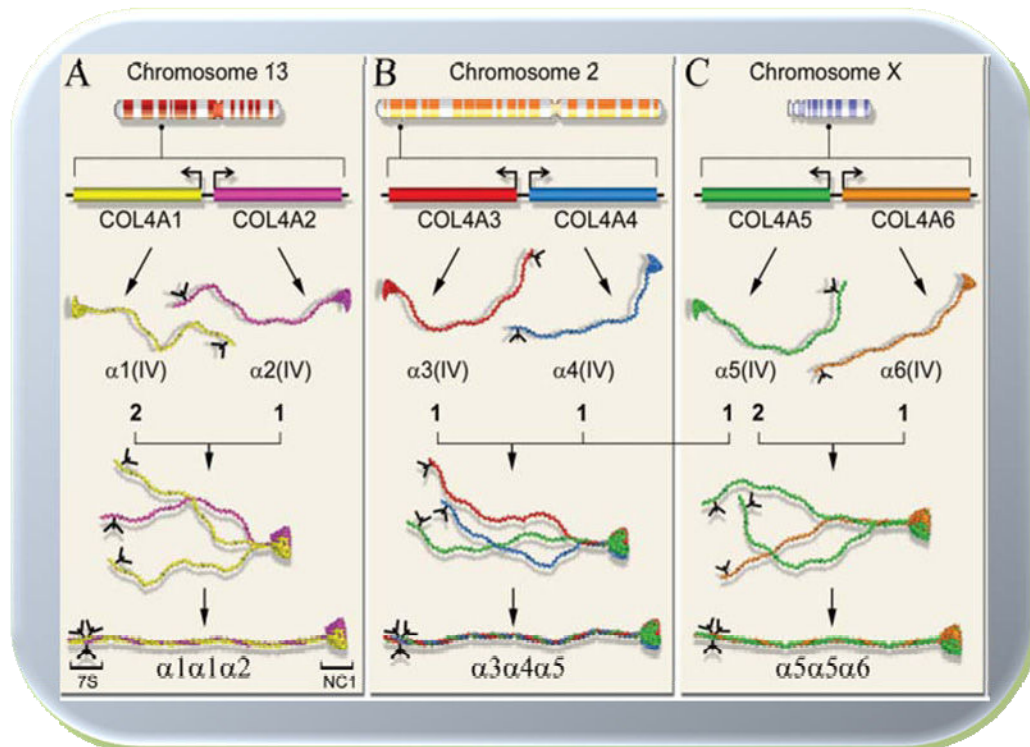 A Chromosome 13
COL4A1 COL4A2
α1(IV) α2(IV)
2 1
α1α1α2
7S NC1
B Chromosome 2
COL4A3 COL4A4
α3(IV) α4(IV)
1 1 1
α3α4α5
C Chromosome X
COL4A5 COL4A6
α5(IV) α6(IV)
2 1
α5α5α6